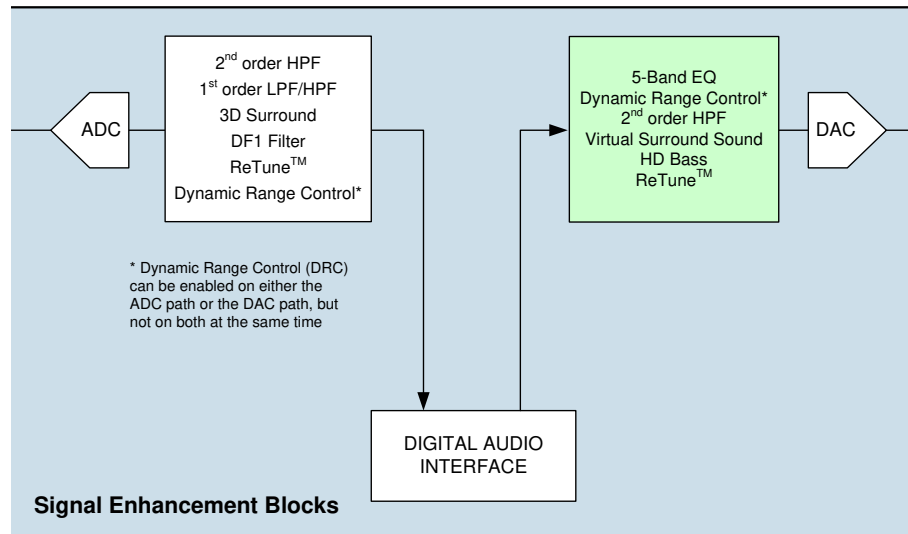 ADC
2nd order HPF
1st order LPF/HPF
3D Surround
DF1 Filter
ReTune™
Dynamic Range Control*
5-Band EQ
Dynamic Range Control*
2nd order HPF
Virtual Surround Sound
HD Bass
ReTune™
DAC
* Dynamic Range Control (DRC)
can be enabled on either the
ADC path or the DAC path, but
not on both at the same time
DIGITAL AUDIO
INTERFACE
Signal Enhancement Blocks